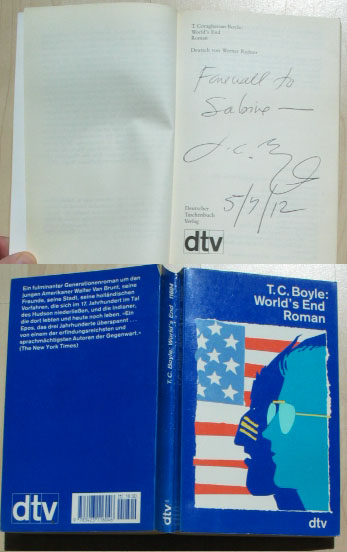 T. Coraghessan Boyle:
World's End
Roman
Deutsch von Werner Richter
Farewell to
Sabine —
T.C. Boyle
5/7/12
Deutscher
Taschenbuch
Verlag
dtv
Ein fulminanter Generationenroman um den
jungen Amerikaner Walter Van Brunt, seine
Freunde, seine Stadt, seine holländischen
Vorfahren, die sich im 17. Jahrhundert im Tal
des Hudson niederließen, und die Indianer,
die dort lebten und heute noch leben. «Ein
Epos, das drei Jahrhunderte überspannt ...
von einem der erfindungsreichsten und
sprachmächtigsten Autoren der Gegenwart.»
(The New York Times)
dtv
T. C. Boyle: World's End
dtv
T. C. Boyle:
World's End
Roman
dtv